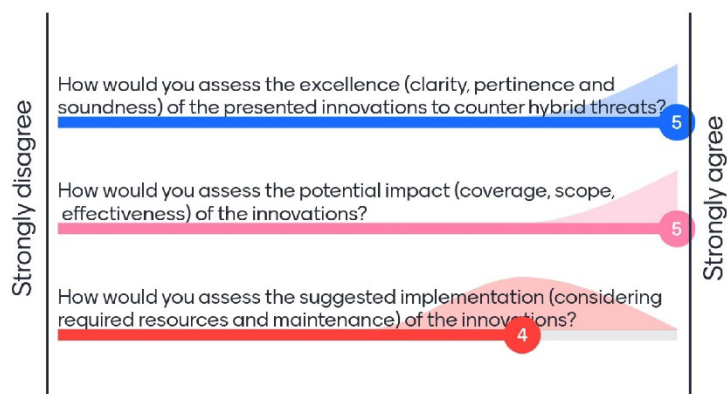 Strongly disagree
How would you assess the excellence (clarity, pertinence and
soundness) of the presented innovations to counter hybrid threats?
5
How would you assess the potential impact (coverage, scope,
effectiveness) of the innovations?
5
How would you assess the suggested implementation (considering
required resources and maintenance) of the innovations?
4
Strongly agree